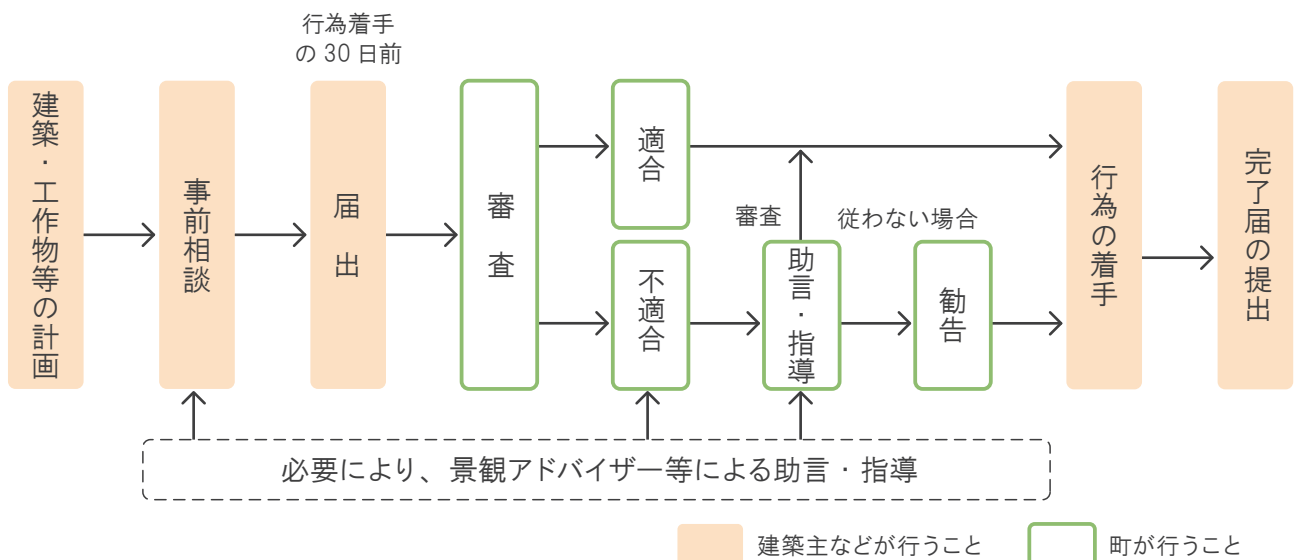 行為着手
の 30 日前
建築・工作物等の計画
事前相談
届出
審査
適合
不適合
審査
従わない場合
助言・指導
勧告
行為の着手
完了届の提出
必要により、景観アドバイザー等による助言・指導
建築主などが行うこと
町が行うこと